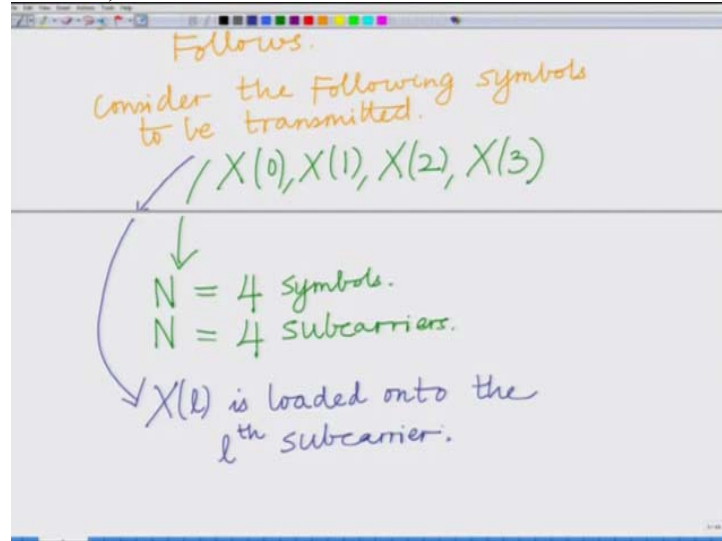 Follows.
Consider the Following symbols
to be transmitted.
X(0), X(1), X(2), X(3)
N = 4 symbols.
N = 4 subcarriers.
X(l) is loaded onto the
lth subcarrier.